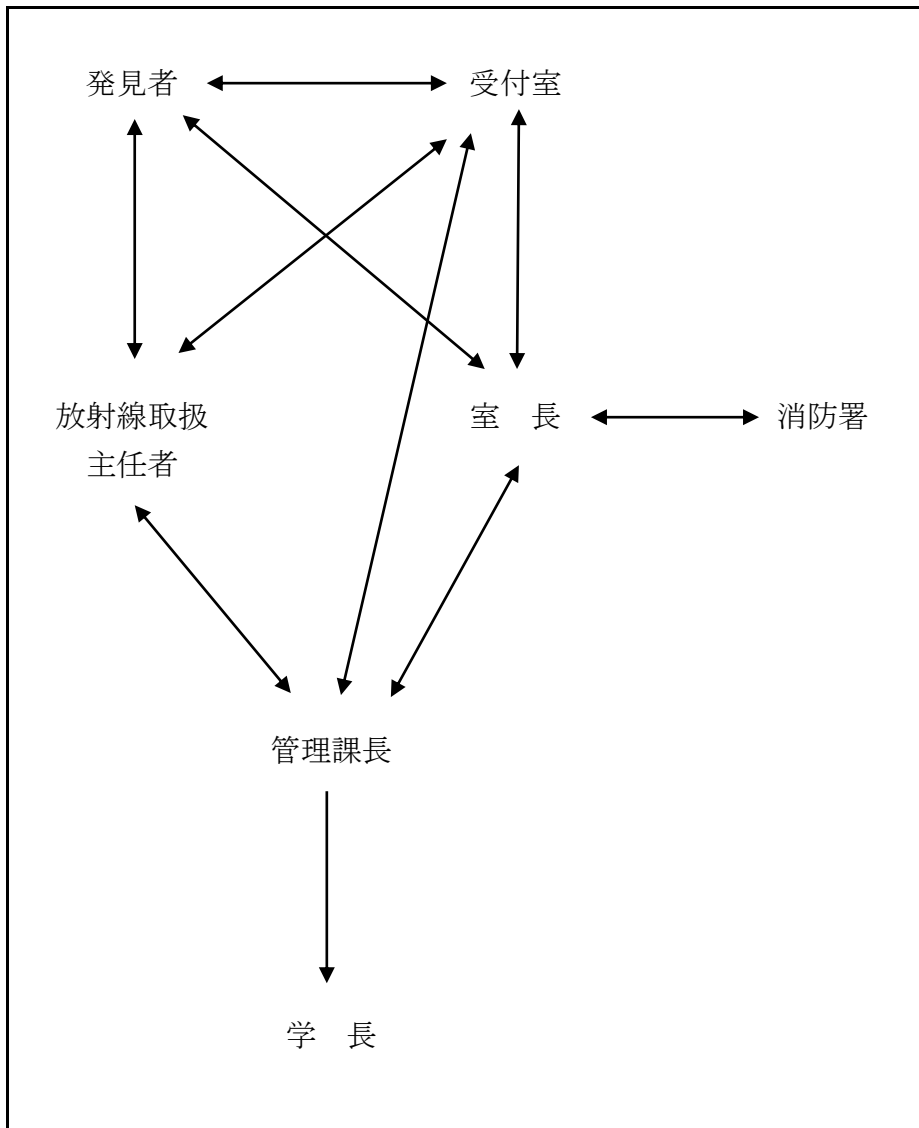 発見者
受付室
放射線取扱
主任者
室　長
消防署
管理課長
学　長